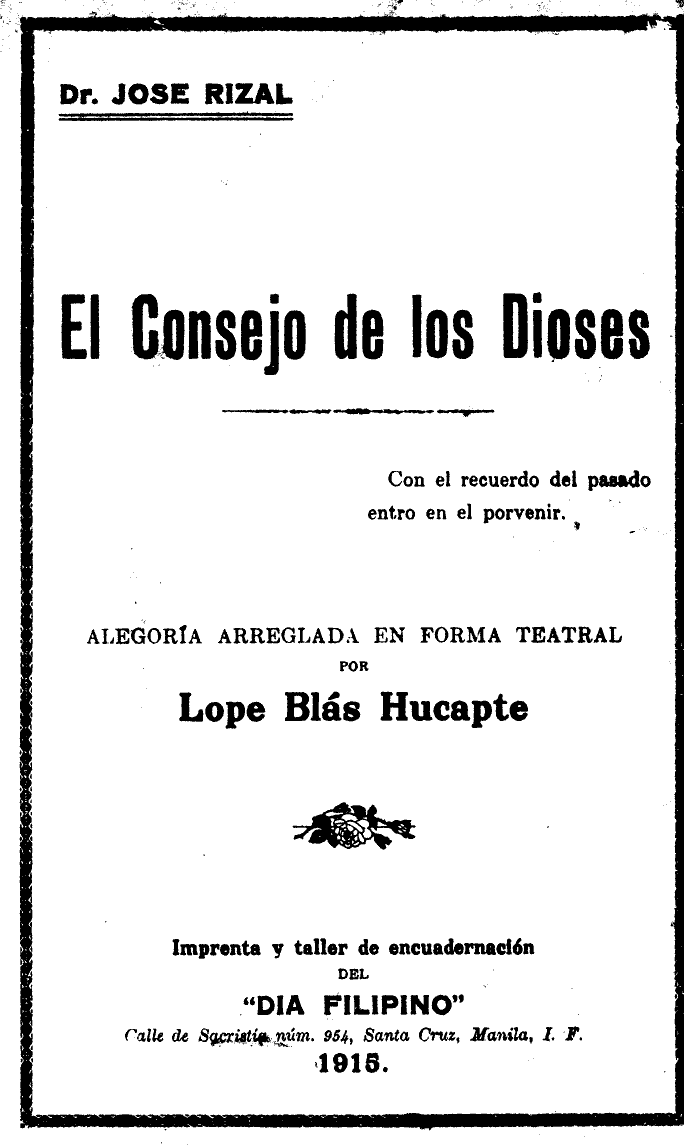 Dr. JOSE RIZAL
El Consejo de los Dioses
Con el recuerdo del pasado
entro en el porvenir.
ALEGORÍA ARREGLADA EN FORMA TEATRAL
POR
Lope Blás Hucapte
Imprenta y taller de encuadernación
DEL
“DIA FILIPINO”
Calle de Sacristía núm. 954, Santa Cruz, Manila, I. F.
1915.